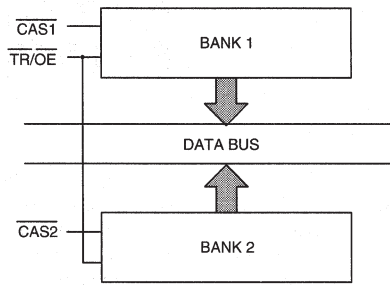 CAS1
BANK 1
TR/OE
DATA BUS
CAS2
BANK 2